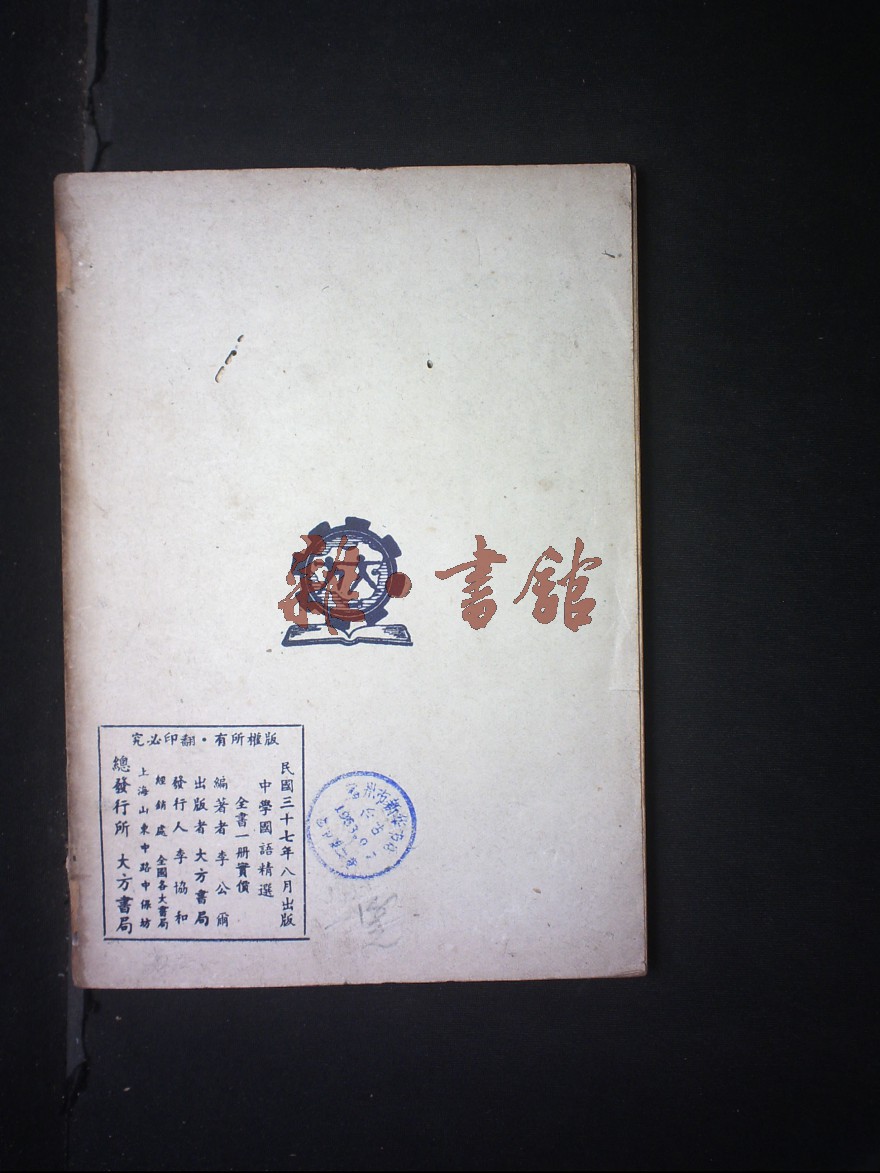 雜·書館
版權所有·翻印必究
民國三十七年八月出版
中學國語精選
全書一册實價
編著者 李公爾
出版者 大方書局
發行人 李協和
經銷處 全國各大書局
上海山東中路中保坊
總發行所 大方書局